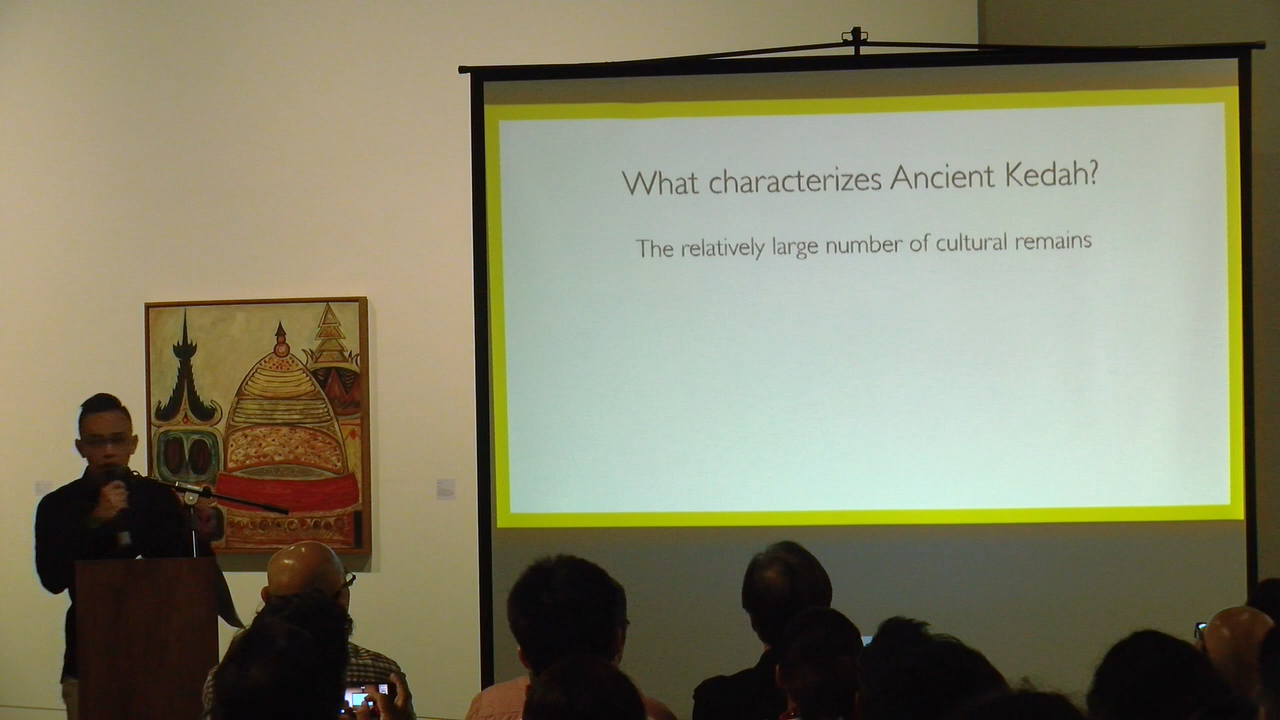 What characterizes Ancient Kedah?
The relatively large number of cultural remains